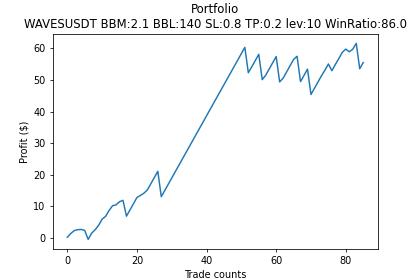 Portfolio
WAVESUSDT BBM:2.1 BBL:140 SL:0.8 TP:0.2 lev:10 WinRatio:86.0
60
50
40
30
20
10
0
Profit ($)
0 20 40 60 80
Trade counts